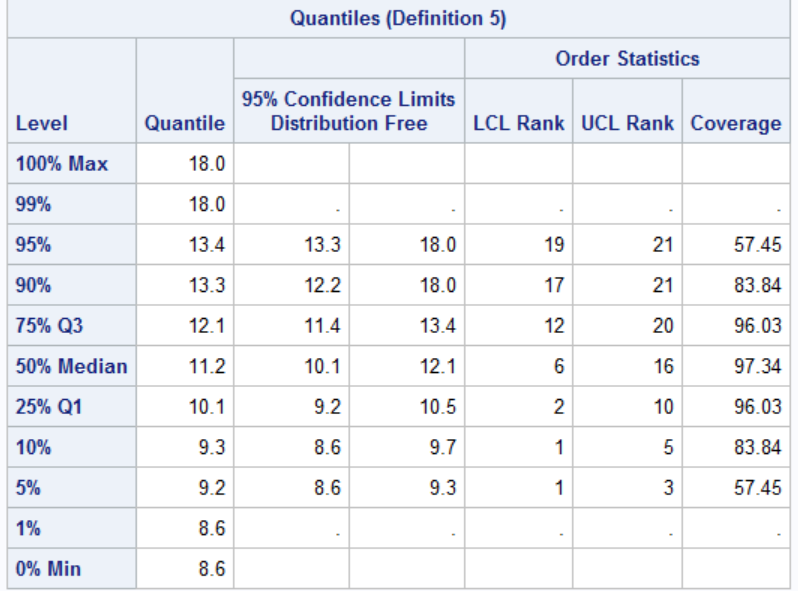 Quantiles (Definition 5)
Order Statistics
95% Confidence Limits
Level Quantile Distribution Free LCL Rank UCL Rank Coverage
100% Max 18.0
99% 18.0 . . . . .
95% 13.4 13.3 18.0 19 21 57.45
90% 13.3 12.2 18.0 17 21 83.84
75% Q3 12.1 11.4 13.4 12 20 96.03
50% Median 11.2 10.1 12.1 6 16 97.34
25% Q1 10.1 9.2 10.5 2 10 96.03
10% 9.3 8.6 9.7 1 5 83.84
5% 9.2 8.6 9.3 1 3 57.45
1% 8.6 . . . . .
0% Min 8.6